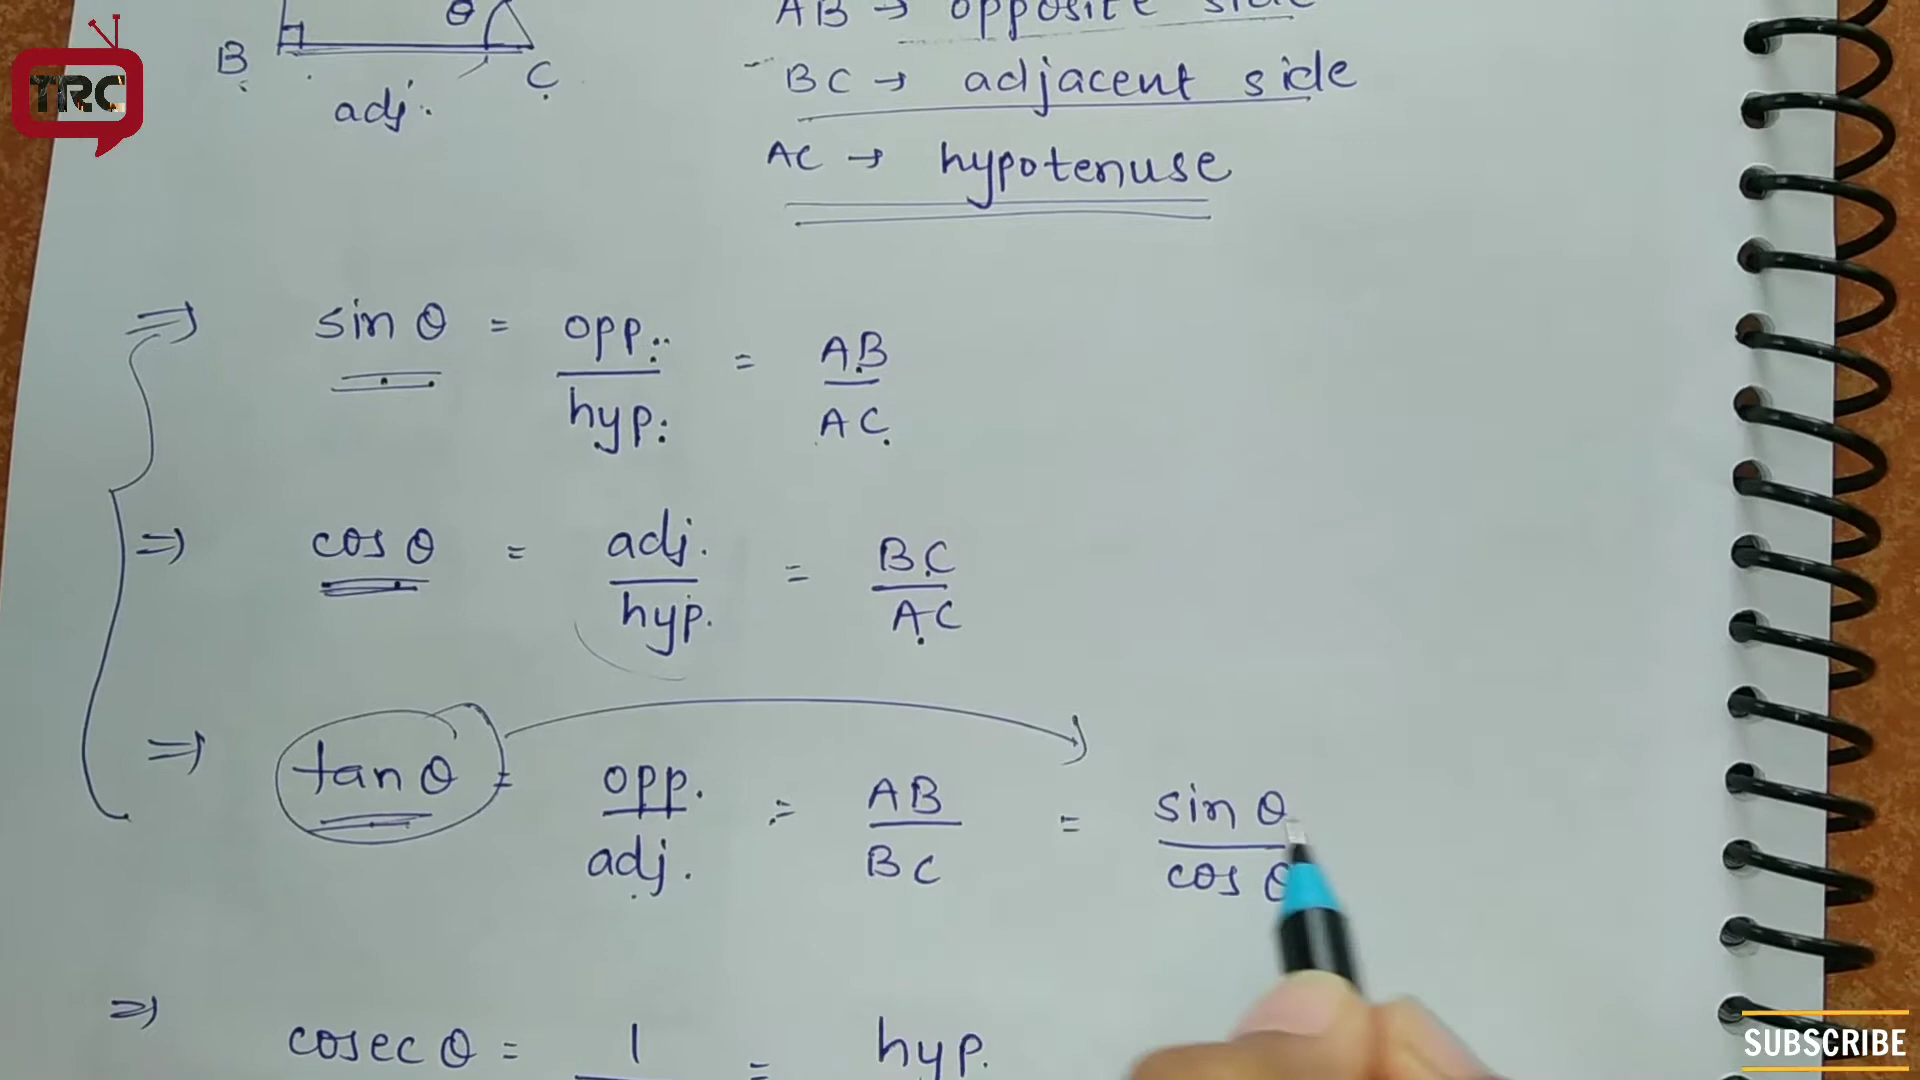 θ
AB → opposite side
B
C
BC → adjacent side
TRC
adj.
AC → hypotenuse
⇒ sin θ = opp. / hyp. = AB / AC
⇒ cos θ = adj. / hyp. = BC / AC
⇒ tan θ = opp. / adj. = AB / BC = sin θ / cos θ
⇒ cosec θ = 1 = hyp.
SUBSCRIBE